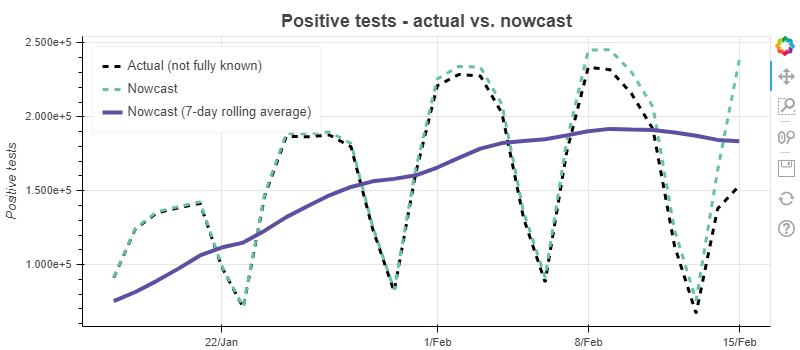 Positive tests - actual vs. nowcast
2.500e+5
Actual (not fully known)
Nowcast
Nowcast (7-day rolling average)
2.000e+5
Positive tests
1.500e+5
1.000e+5
22/Jan
1/Feb
8/Feb
15/Feb